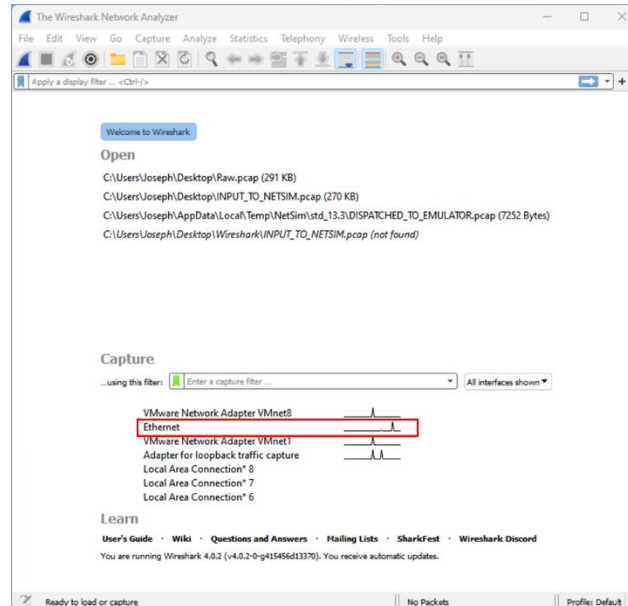 The Wireshark Network Analyzer
File Edit View Go Capture Analyze Statistics Telephony Wireless Tools Help
Apply a display filter ... <Ctrl-/>
Welcome to Wireshark
Open
C:\Users\Joseph\Desktop\Raw.pcap (291 KB)
C:\Users\Joseph\Desktop\INPUT_TO_NETSIM.pcap (270 KB)
C:\Users\Joseph\AppData\Local\Temp\NetSim\std_13.3\DISPATCHED_TO_EMULATOR.pcap (7252 Bytes)
C:\Users\Joseph\Desktop\Wireshark\INPUT_TO_NETSIM.pcap (not found)
Capture
...using this filter: Enter a capture filter ... All interfaces shown
VMware Network Adapter VMnet8
Ethernet
VMware Network Adapter VMnet1
Adapter for loopback traffic capture
Local Area Connection* 8
Local Area Connection* 7
Local Area Connection* 6
Learn
User's Guide · Wiki · Questions and Answers · Mailing Lists · SharkFest · Wireshark Discord
You are running Wireshark 4.0.2 (v4.0.2-0-g415456d13370). You receive automatic updates.
Ready to load or capture No Packets Profile: Default